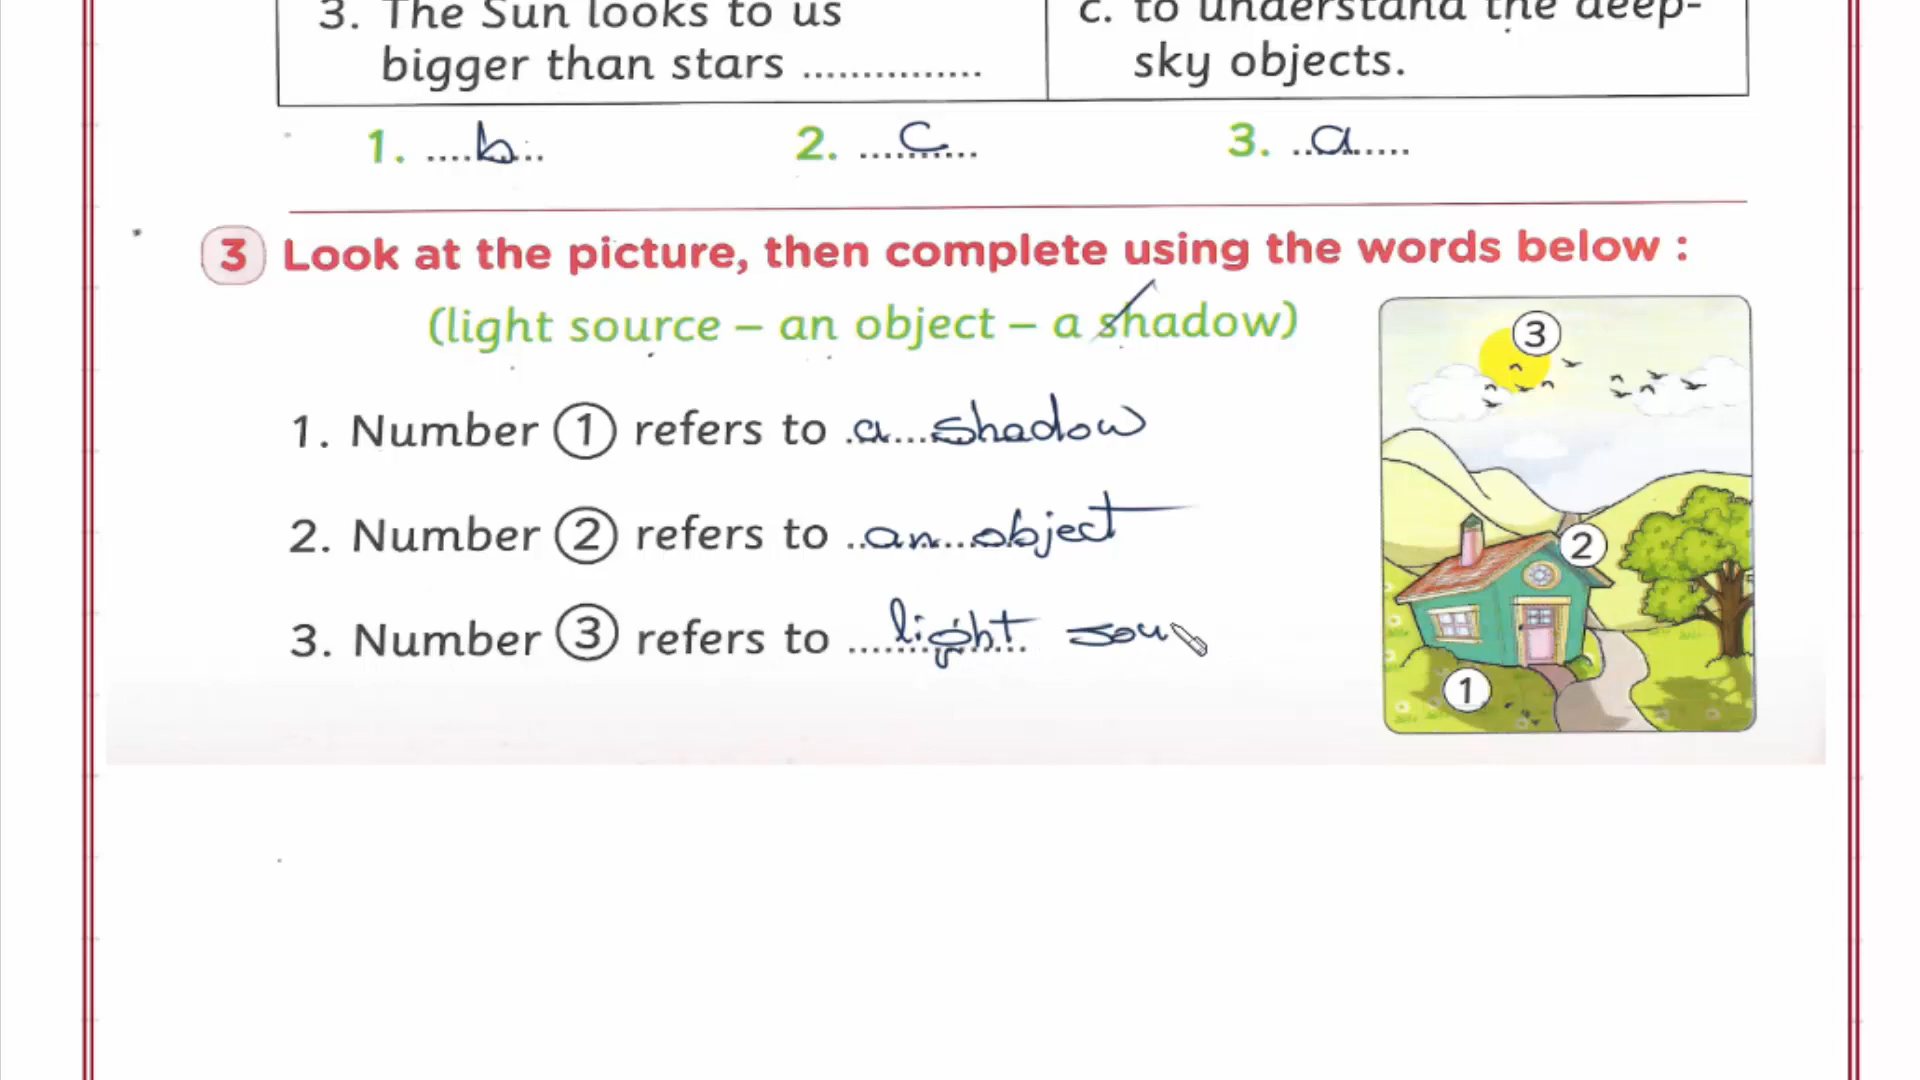 3. The Sun looks to us
bigger than stars ...............
c. to understand the deep-
sky objects.
1. ....b... 2. ...c... 3. ..a.....
3 Look at the picture, then complete using the words below :
(light source – an object – a shadow)
1. Number ① refers to .a....shadow
2. Number ② refers to ..an...object
3. Number ③ refers to ....light sou
3
2
1